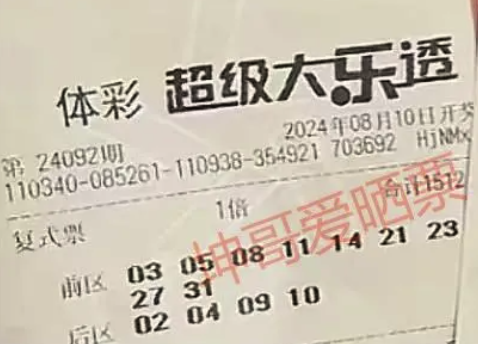 体彩 超级大乐透
第 24092期
2024年08月10日开奖
110340-085261-110938-354921 703692 HjNMx
复式票
1倍
合计1512
坤哥爱晒票
前区 03 05 08 11 14 21 23
27 31
后区 02 04 09 10